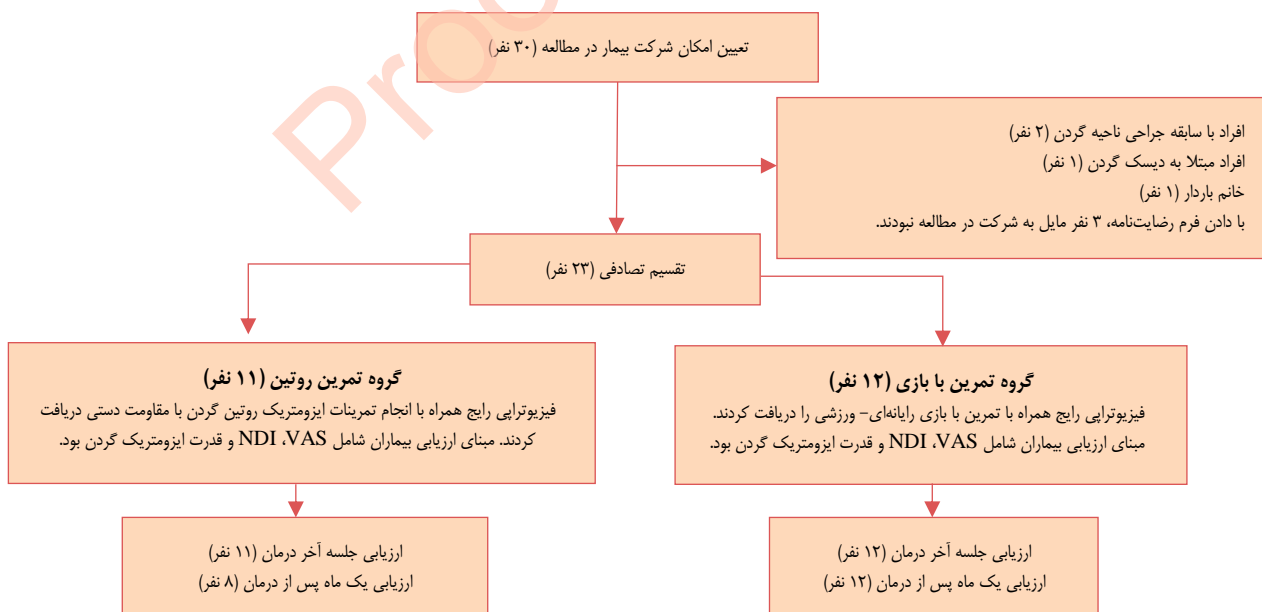 تعیین امکان شرکت بیمار در مطالعه (۳۰ نفر)
افراد با سابقه جراحی ناحیه گردن (۲ نفر)
افراد مبتلا به دیسک گردن (۱ نفر)
خانم باردار (۱ نفر)
با دادن فرم رضایت‌نامه، ۳ نفر مایل به شرکت در مطالعه نبودند.
تقسیم تصادفی (۲۳ نفر)
گروه تمرین با بازی (۱۲ نفر)
فیزیوتراپی رایج همراه با تمرین با بازی رایانه‌ای- ورزشی را دریافت کردند.
مبنای ارزیابی بیماران شامل NDI ،VAS و قدرت ایزومتریک گردن بود.
گروه تمرین روتین (۱۱ نفر)
فیزیوتراپی رایج همراه با انجام تمرینات ایزومتریک روتین گردن با مقاومت دستی دریافت
کردند. مبنای ارزیابی بیماران شامل NDI ،VAS و قدرت ایزومتریک گردن بود.
ارزیابی جلسه آخر درمان (۱۲ نفر)
ارزیابی یک ماه پس از درمان (۱۲ نفر)
ارزیابی جلسه آخر درمان (۱۱ نفر)
ارزیابی یک ماه پس از درمان (۸ نفر)